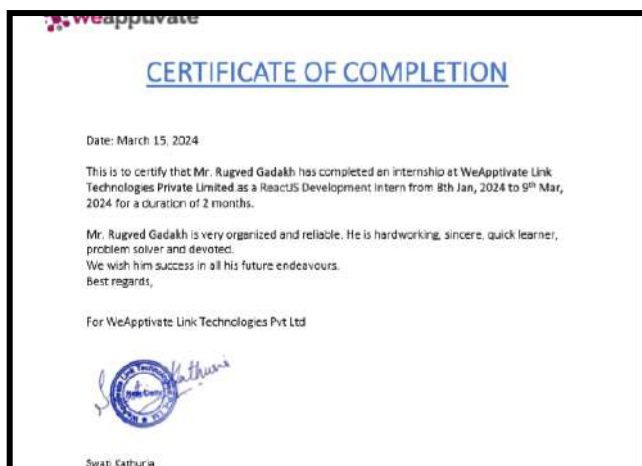 weapptivate
CERTIFICATE OF COMPLETION
Date: March 15, 2024
This is to certify that Mr. Rugved Gadakh has completed an internship at WeApptivate Link
Technologies Private Limited as a ReactJS Development Intern from 8th Jan, 2024 to 9th Mar,
2024 for a duration of 2 months.
Mr. Rugved Gadakh is very organized and reliable. He is hardworking, sincere, quick learner,
problem solver and devoted.
We wish him success in all his future endeavours.
Best regards,
For WeApptivate Link Technologies Pvt Ltd
WeApptivate Link Technologies
Kathuria
Swati Kathuria